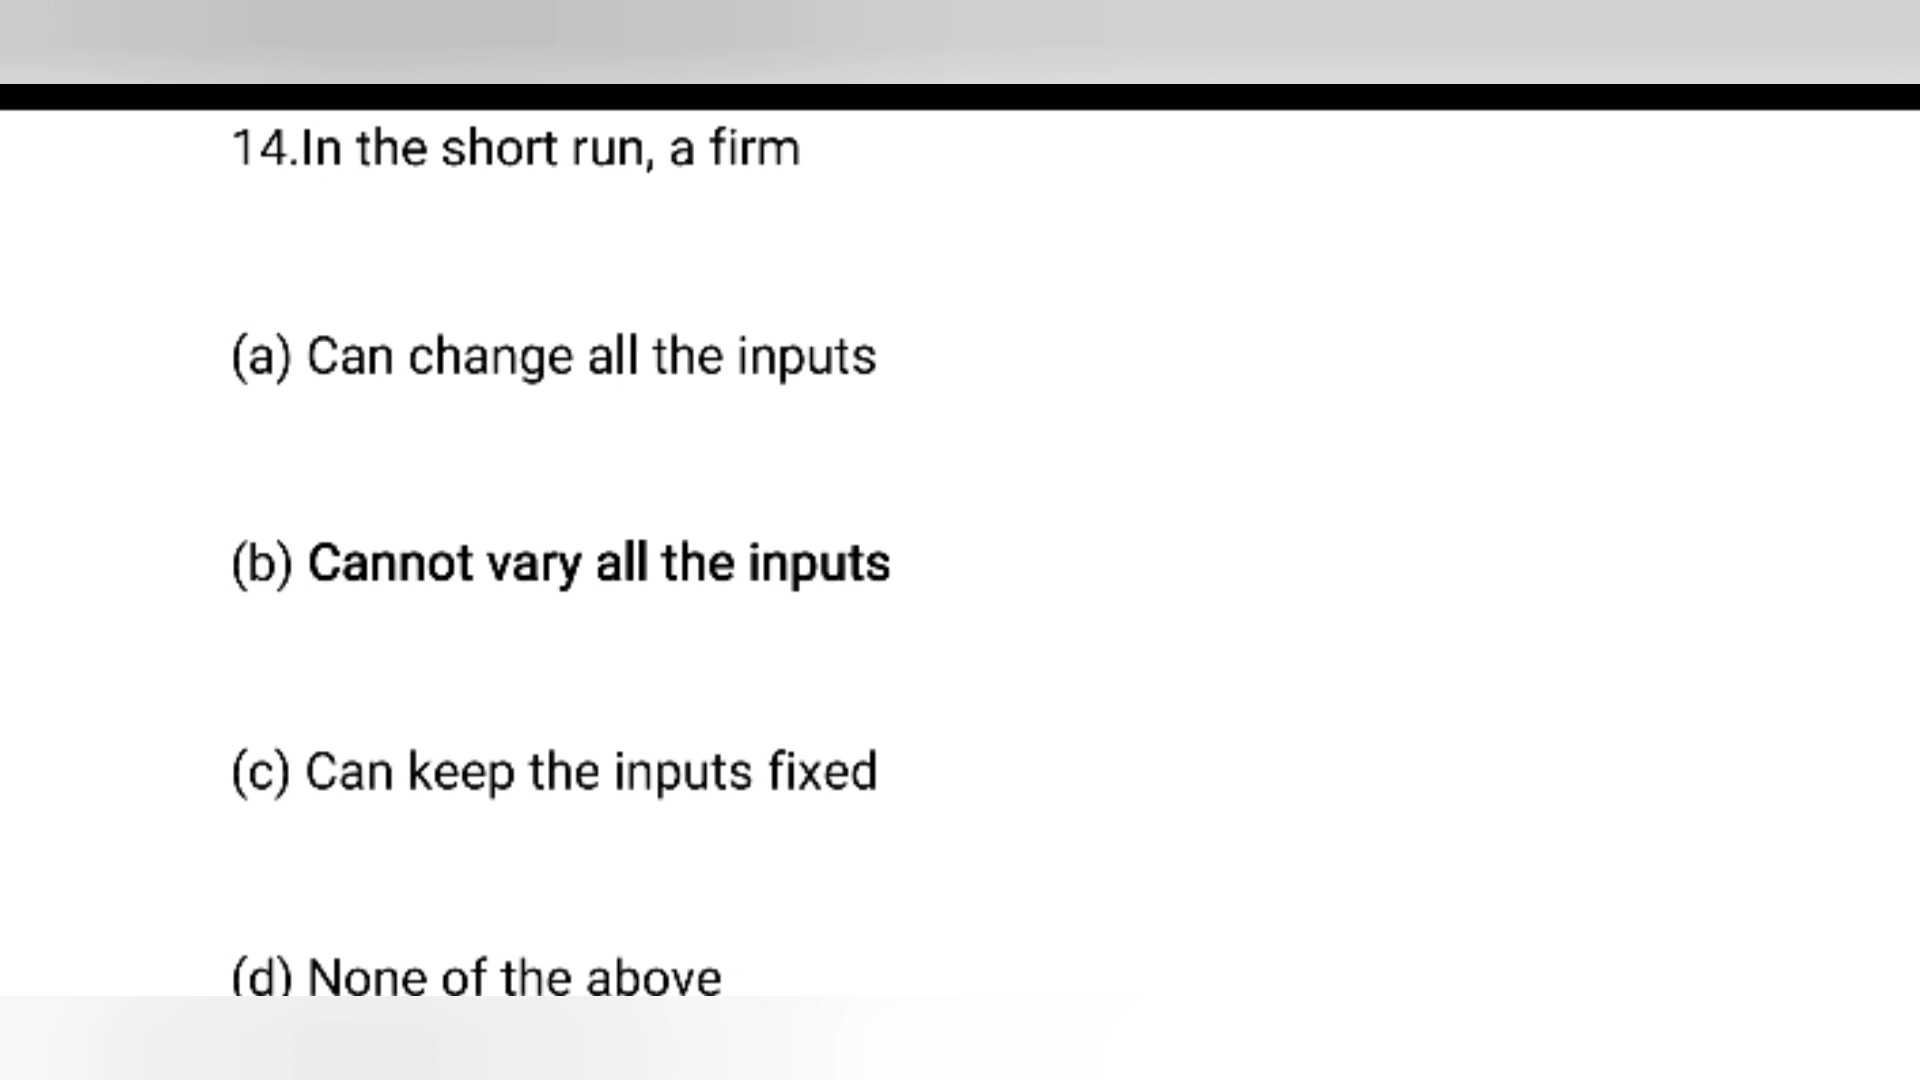 14.In the short run, a firm
(a) Can change all the inputs
(b) Cannot vary all the inputs
(c) Can keep the inputs fixed
(d) None of the above